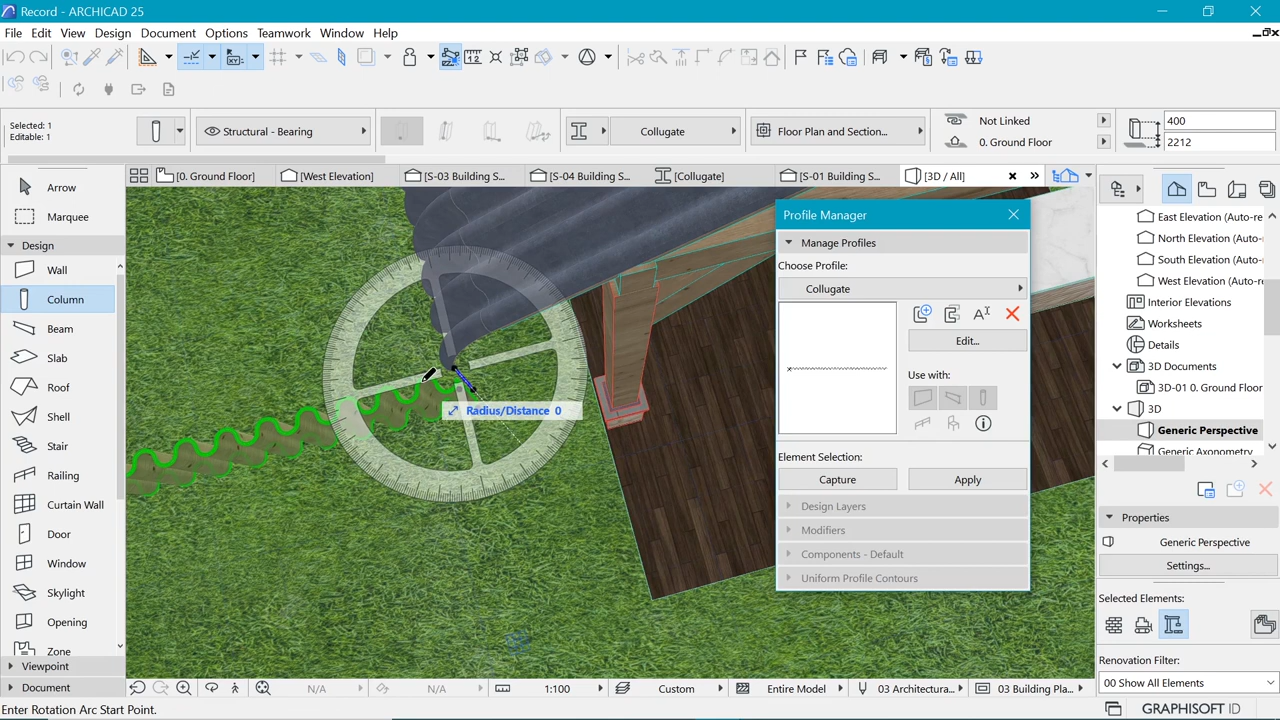 Record - ARCHICAD 25
File Edit View Design Document Options Teamwork Window Help
Selected: 1
Editable: 1
Structural - Bearing
Collugate
Floor Plan and Section...
Not Linked
0. Ground Floor
400
2212
[0. Ground Floor]
[West Elevation]
[S-03 Building S...
[S-04 Building S...
[Collugate]
[S-01 Building S...
[3D / All]
Arrow
Marquee
Design
Wall
Column
Beam
Slab
Roof
Shell
Stair
Railing
Curtain Wall
Door
Window
Skylight
Opening
Zone
Viewpoint
Document
Radius/Distance 0
Profile Manager
Manage Profiles
Choose Profile:
Collugate
Edit...
Use with:
Element Selection:
Capture
Apply
Design Layers
Modifiers
Components - Default
Uniform Profile Contours
East Elevation (Auto-re
North Elevation (Auto-
South Elevation (Auto-
West Elevation (Auto-re
Interior Elevations
Worksheets
Details
3D Documents
3D-01 0. Ground Floor
3D
Generic Perspective
Generic Axonometry
Properties
Generic Perspective
Settings...
Selected Elements:
Renovation Filter:
00 Show All Elements
N/A
N/A
1:100
Custom
Entire Model
03 Architectura...
03 Building Pla...
Enter Rotation Arc Start Point.
GRAPHISOFT ID